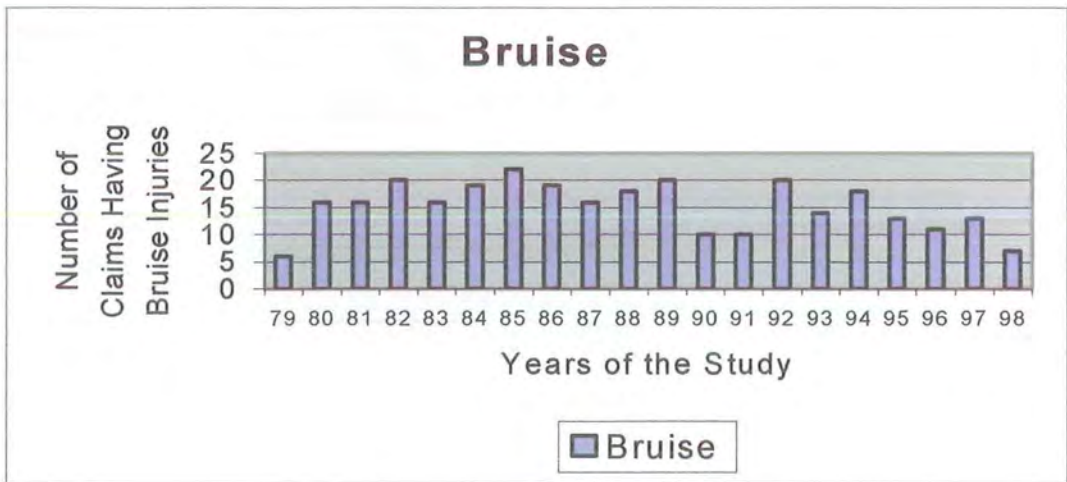 Bruise
Number of
Claims Having
Bruise Injuries
25
20
15
10
5
0
79 80 81 82 83 84 85 86 87 88 89 90 91 92 93 94 95 96 97 98
Years of the Study
Bruise